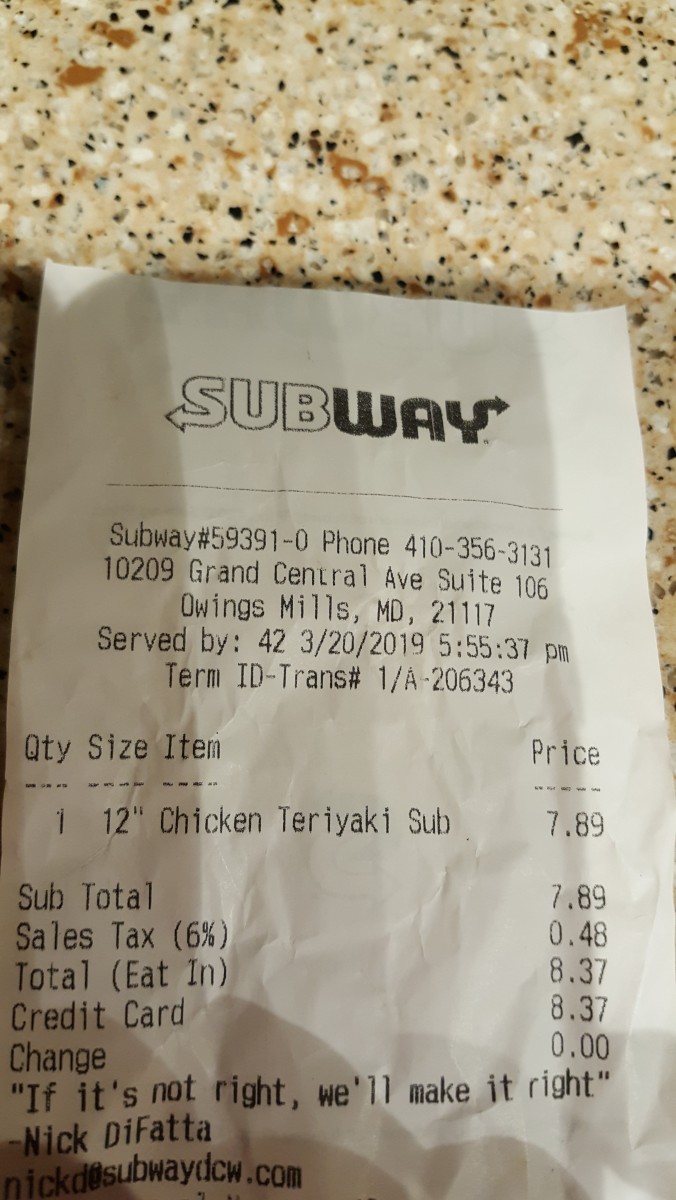 SUBWAY
Subway#59391-0 Phone 410-356-3131
10209 Grand Central Ave Suite 106
Owings Mills, MD, 21117
Served by: 42 3/20/2019 5:55:37 pm
Term ID-Trans# 1/A-206343
Qty Size Item Price
1 12" Chicken Teriyaki Sub 7.89
Sub Total 7.89
Sales Tax (6%) 0.48
Total (Eat In) 8.37
Credit Card 8.37
Change 0.00
"If it's not right, we'll make it right"
-Nick DiFatta
nickd@subwaydcw.com